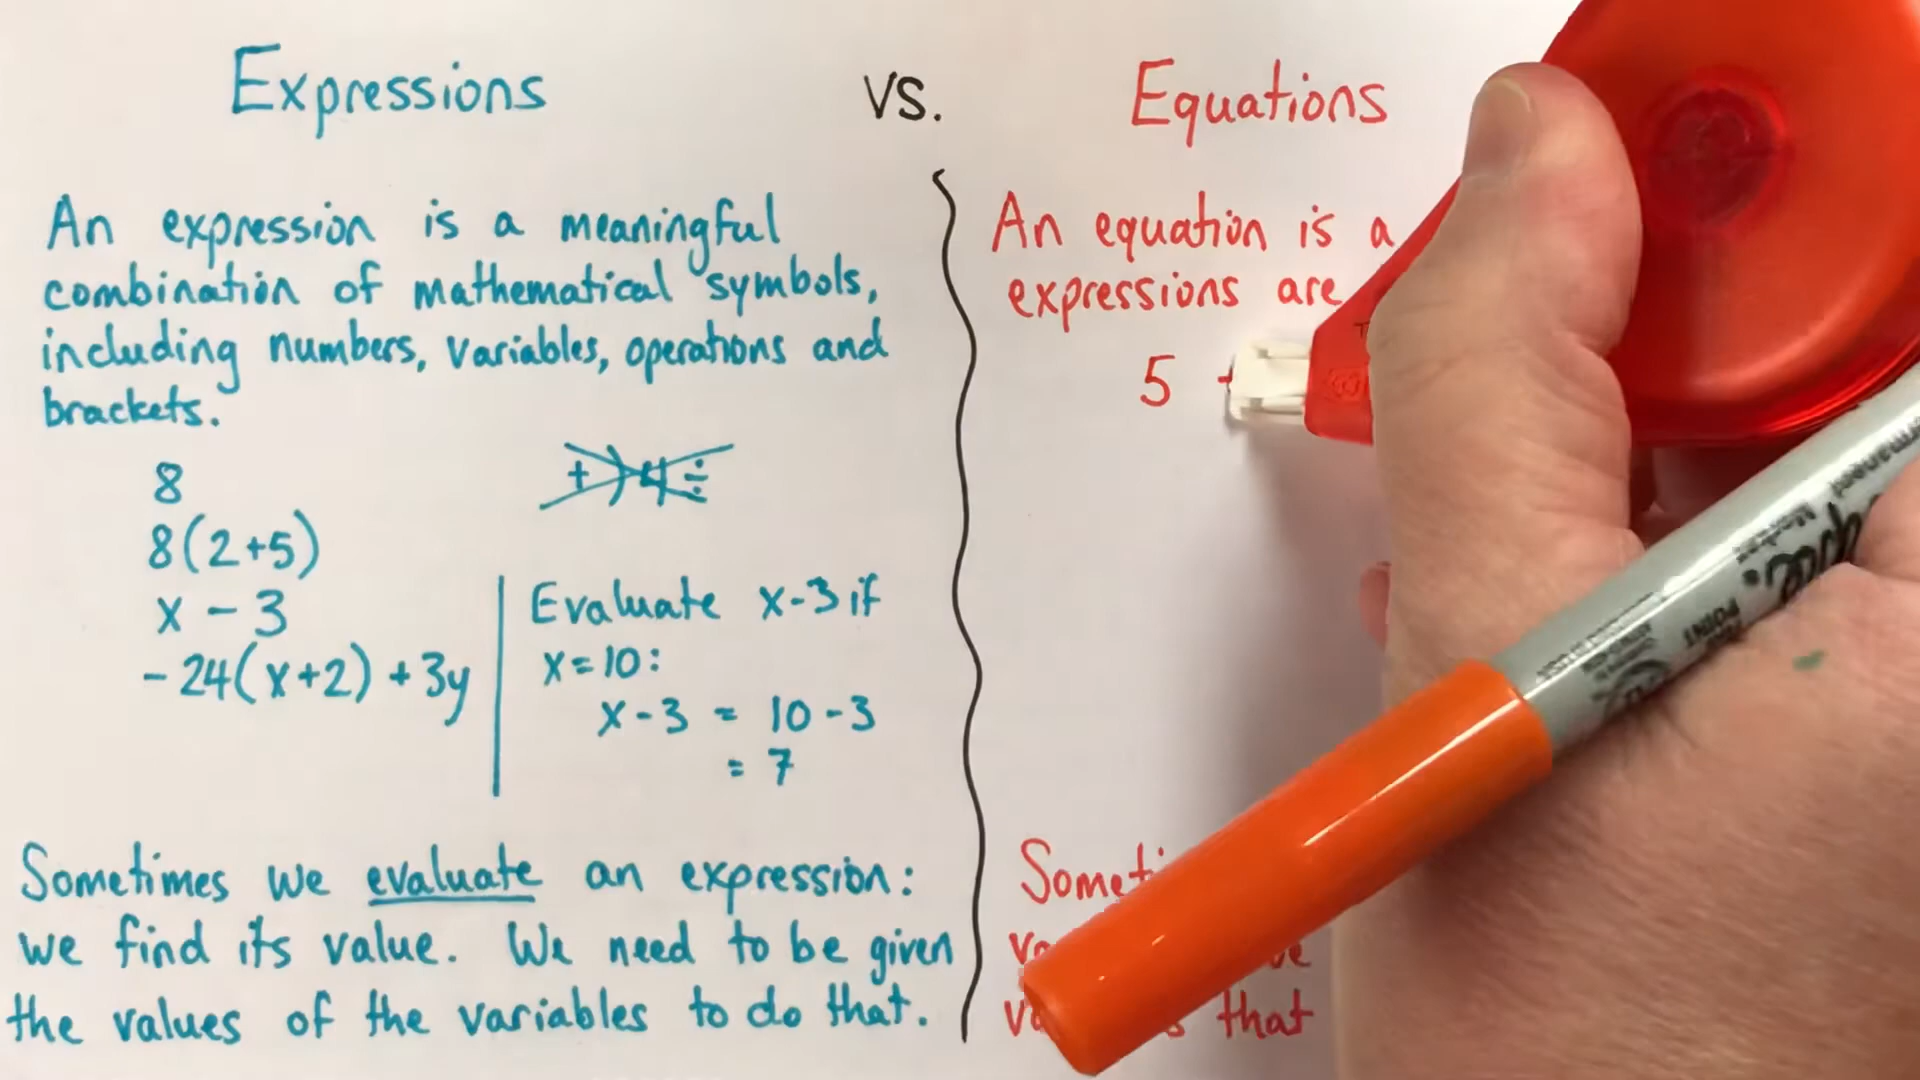 Expressions vs. Equations
An expression is a meaningful
combination of mathematical symbols,
including numbers, variables, operations and
brackets.
8
8(2+5)
x - 3
-24(x+2) + 3y
+ ) 4 ÷
Evaluate x-3 if
x=10:
x-3 = 10-3
= 7
Sometimes we evaluate an expression:
we find its value. We need to be given
the values of the variables to do that.
An equation is a
expressions are
5
that